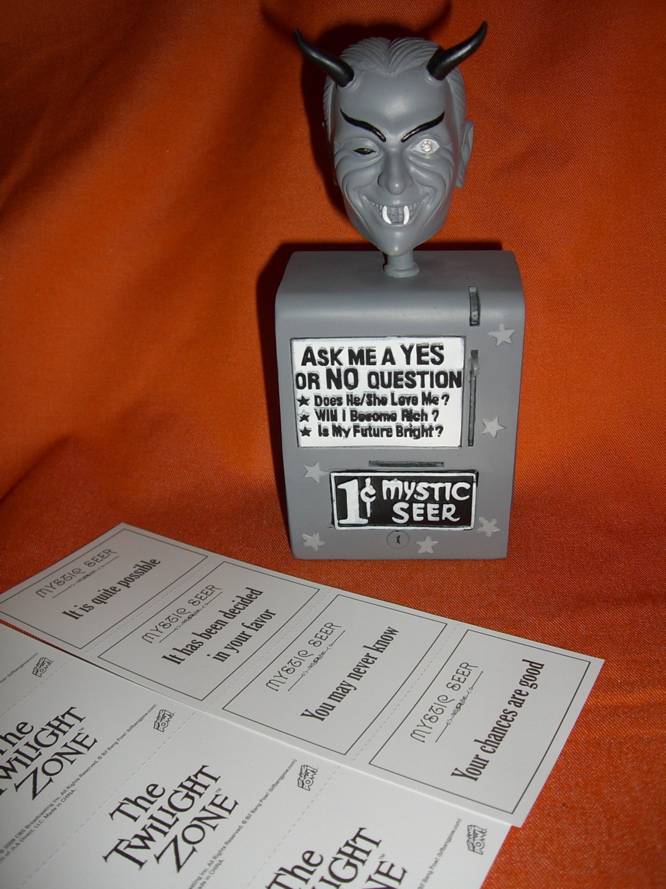 ASK ME A YES
OR NO QUESTION
★ Does He/She Love Me?
★ Will I Become Rich?
★ Is My Future Bright?
1¢ MYSTIC
SEER
MYSTIC SEER
It is quite possible
MYSTIC SEER
It has been decided
in your favor
MYSTIC SEER
You may never know
MYSTIC SEER
Your chances are good
The
TWILIGHT
ZONE
The
TWILIGHT
ZONE™
The
TWILIGHT
ZONE